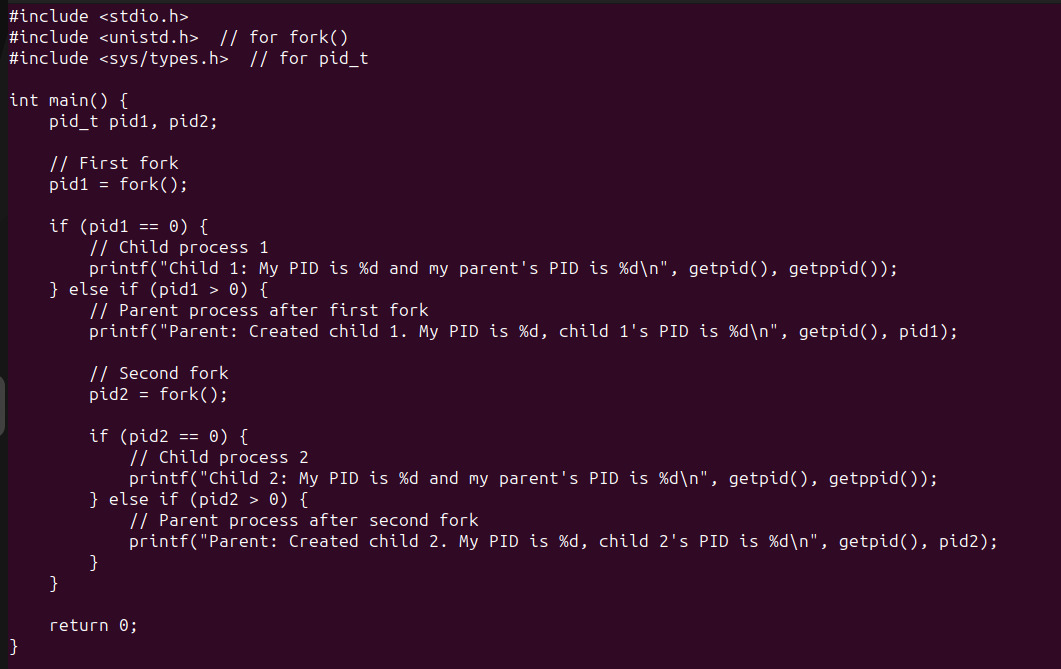 #include <stdio.h>
#include <unistd.h>  // for fork()
#include <sys/types.h>  // for pid_t

int main() {
    pid_t pid1, pid2;

    // First fork
    pid1 = fork();

    if (pid1 == 0) {
        // Child process 1
        printf("Child 1: My PID is %d and my parent's PID is %d\n", getpid(), getppid());
    } else if (pid1 > 0) {
        // Parent process after first fork
        printf("Parent: Created child 1. My PID is %d, child 1's PID is %d\n", getpid(), pid1);

        // Second fork
        pid2 = fork();

        if (pid2 == 0) {
            // Child process 2
            printf("Child 2: My PID is %d and my parent's PID is %d\n", getpid(), getppid());
        } else if (pid2 > 0) {
            // Parent process after second fork
            printf("Parent: Created child 2. My PID is %d, child 2's PID is %d\n", getpid(), pid2);
        }
    }

    return 0;
}